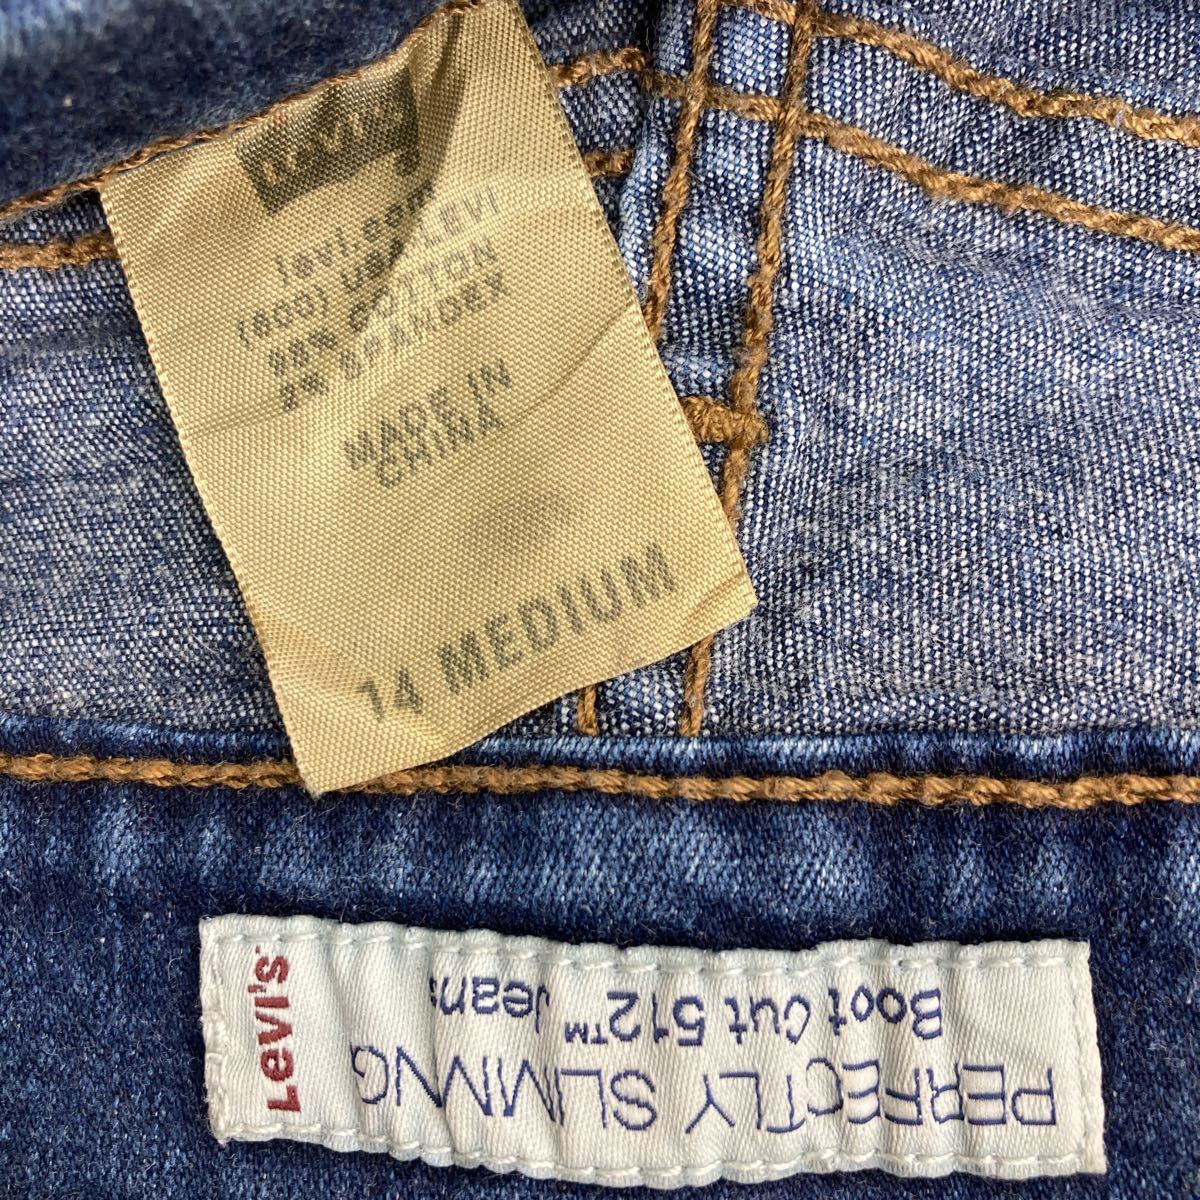 Levi's
levi.com
(800) USA-LEVI
98% COTTON
2% SPANDEX
MADE IN
CHINA
14 MEDIUM
Levi's
PERFECTLY SLIMMING
Boot Cut 512™ Jeans